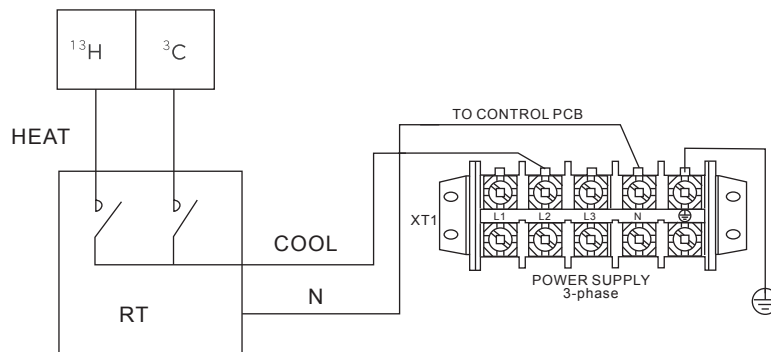 13H 3C
HEAT
TO CONTROL PCB
XT1
L1 L2 L3 N
COOL
POWER SUPPLY
3-phase
N
RT